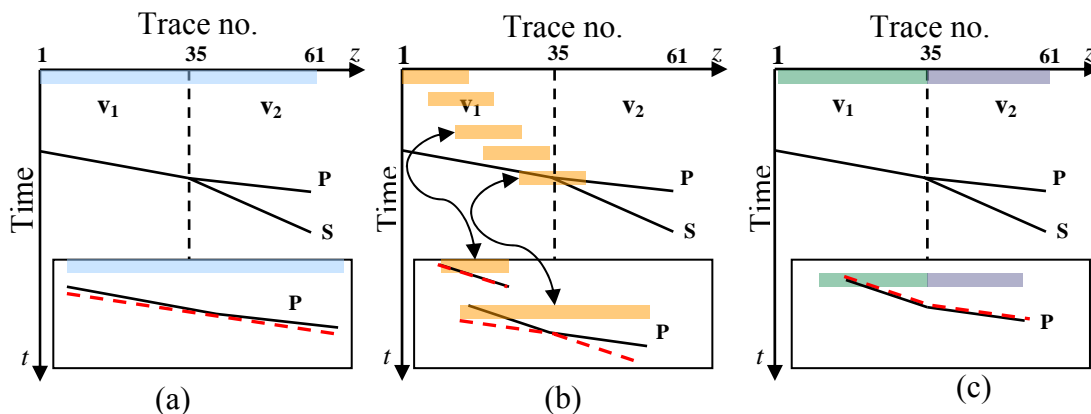 Trace no.
1 35 61 z
v1 v2
Time
P
S
P
t
(a)
Trace no.
1 35 61 z
v1 v2
Time
P
S
P
t
(b)
Trace no.
1 35 61 z
v1 v2
Time
P
S
P
t
(c)